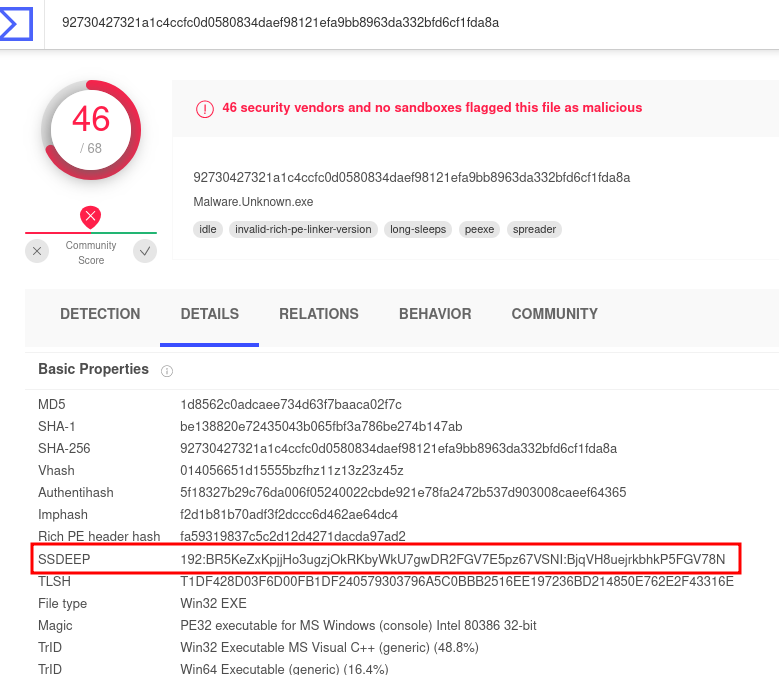 92730427321a1c4ccfc0d0580834daef98121efa9bb8963da332bfd6cf1fda8a
46
/ 68
46 security vendors and no sandboxes flagged this file as malicious
92730427321a1c4ccfc0d0580834daef98121efa9bb8963da332bfd6cf1fda8a
Malware.Unknown.exe
idle invalid-rich-pe-linker-version long-sleeps peexe spreader
Community
Score
DETECTION DETAILS RELATIONS BEHAVIOR COMMUNITY
Basic Properties
MD5 1d8562c0adcaee734d63f7baaca02f7c
SHA-1 be138820e72435043b065fbf3a786be274b147ab
SHA-256 92730427321a1c4ccfc0d0580834daef98121efa9bb8963da332bfd6cf1fda8a
Vhash 014056651d15555bzfhz11z13z23z45z
Authentihash 5f18327b29c76da006f05240022cbde921e78fa2472b537d903008caeef64365
Imphash f2d1b81b70adf3f2dccc6d462ae64dc4
Rich PE header hash fa59319837c5c2d12d4271dacda97ad2
SSDEEP 192:BR5KeZxKpjjHo3ugzjOkRKbyWkU7gwDR2FGV7E5pz67VSNI:BjqVH8uejrkbhkP5FGV78N
TLSH T1DF428D03F6D00FB1DF240579303796A5C0BBB2516EE197236BD214850E762E2F43316E
File type Win32 EXE
Magic PE32 executable for MS Windows (console) Intel 80386 32-bit
TrID Win32 Executable MS Visual C++ (generic) (48.8%)
TrID Win64 Executable (generic) (16.4%)